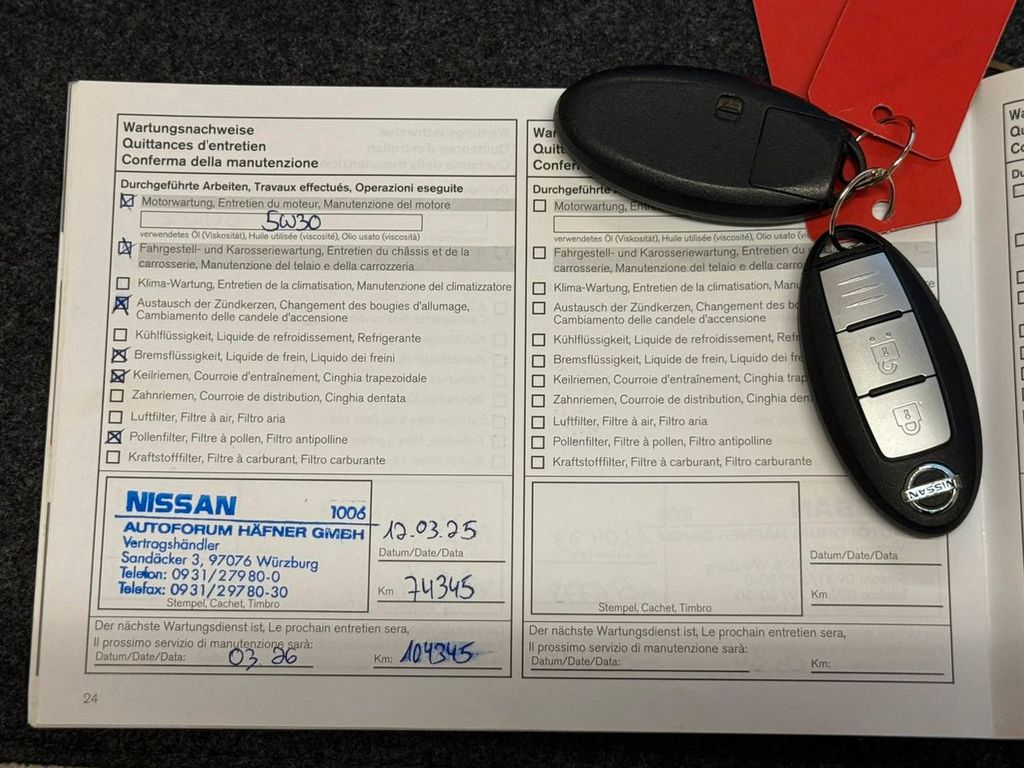 Wartungsnachweise
Quittances d'entretien
Conferma della manutenzione
Durchgeführte Arbeiten, Travaux effectués, Operazioni eseguite
Motorwartung, Entretien du moteur, Manutenzione del motore
5W30
verwendetes Öl (Viskosität), Huile utilisée (viscosité), Olio usato (viscosità)
Fahrgestell- und Karosseriewartung, Entretien du châssis et de la
carrosserie, Manutenzione del telaio e della carrozzeria
Klima-Wartung, Entretien de la climatisation, Manutenzione del climatizzatore
Austausch der Zündkerzen, Changement des bougies d'allumage,
Cambiamento delle candele d'accensione
Kühlflüssigkeit, Liquide de refroidissement, Refrigerante
Bremsflüssigkeit, Liquide de frein, Liquido dei freini
Keilriemen, Courroie d'entraînement, Cinghia trapezoidale
Zahnriemen, Courroie de distribution, Cinghia dentata
Luftfilter, Filtre à air, Filtro aria
Pollenfilter, Filtre à pollen, Filtro antipolline
Kraftstofffilter, Filtre à carburant, Filtro carburante
NISSAN 1006
AUTOFORUM HÄFNER GMBH
Vertragshändler
Sandäcker 3, 97076 Würzburg
Telefon: 0931/27980-0
Telefax: 0931/29780-30
Stempel, Cachet, Timbro
12.03.25
Datum/Date/Data
Km 74345
Der nächste Wartungsdienst ist, Le prochain entretien sera,
Il prossimo servizio di manutenzione sarà:
Datum/Date/Data: 03.26 Km: 104345
24
Durchgeführte
verwendetes Öl (Viskosität), Huile utilisée (viscosité), Olio usato (viscosità)
Fahrgestell- und Karosseriewartung, Entretien du
carrosserie, Manutenzione del telaio e della carrozzeria
Klima-Wartung, Entretien de la climatisation,
Austausch der Zündkerzen, Changement des
Cambiamento delle candele d'accensione
Kühlflüssigkeit, Liquide de refroidissement,
Bremsflüssigkeit, Liquide de frein, Liquido dei
Keilriemen, Courroie d'entraînement, Cinghia
Zahnriemen, Courroie de distribution, Cinghia
Luftfilter, Filtre à air, Filtro aria
Pollenfilter, Filtre à pollen, Filtro antipolline
Kraftstofffilter, Filtre à carburant, Filtro carburante
Stempel, Cachet, Timbro
Datum/Date/Data
Km
Der nächste Wartungsdienst ist, Le prochain entretien sera,
Il prossimo servizio di manutenzione sarà:
Datum/Date/Data: Km:
NISSAN